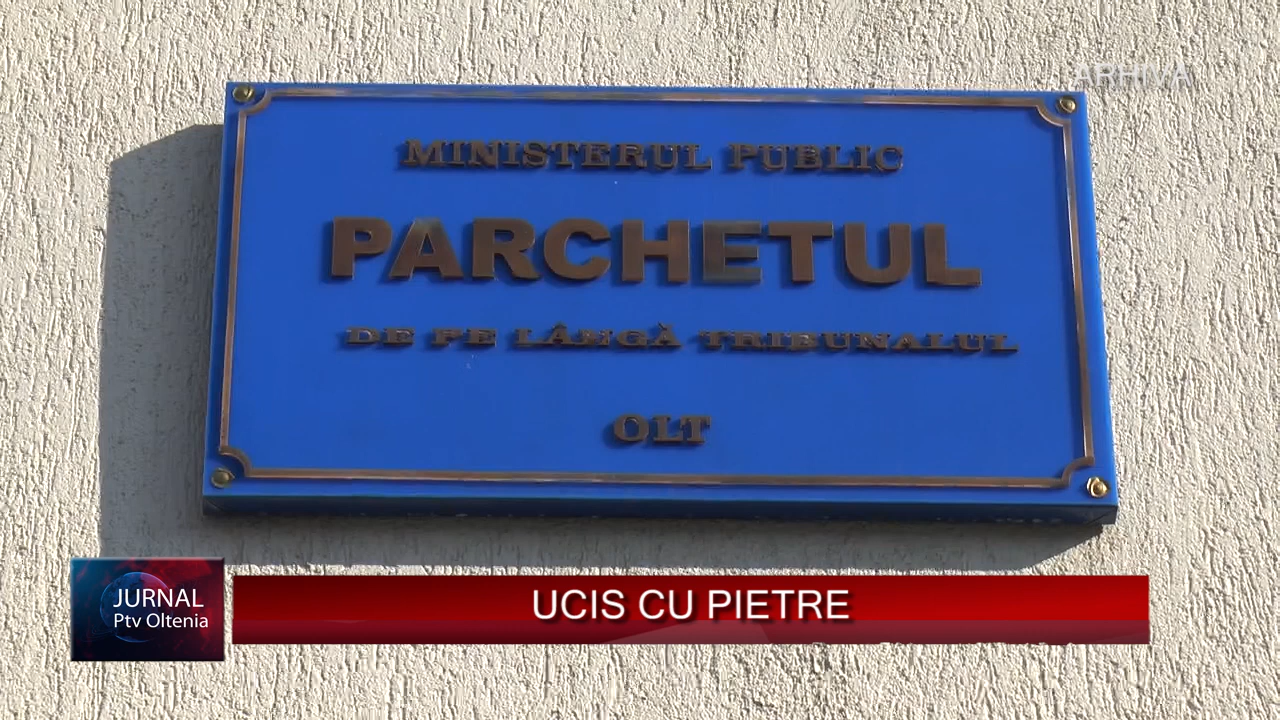 ARHIVA
MINISTERUL PUBLIC
PARCHETUL
DE PE LÂNGĂ TRIBUNALUL
OLT
JURNAL
Ptv Oltenia
UCIS CU PIETRE